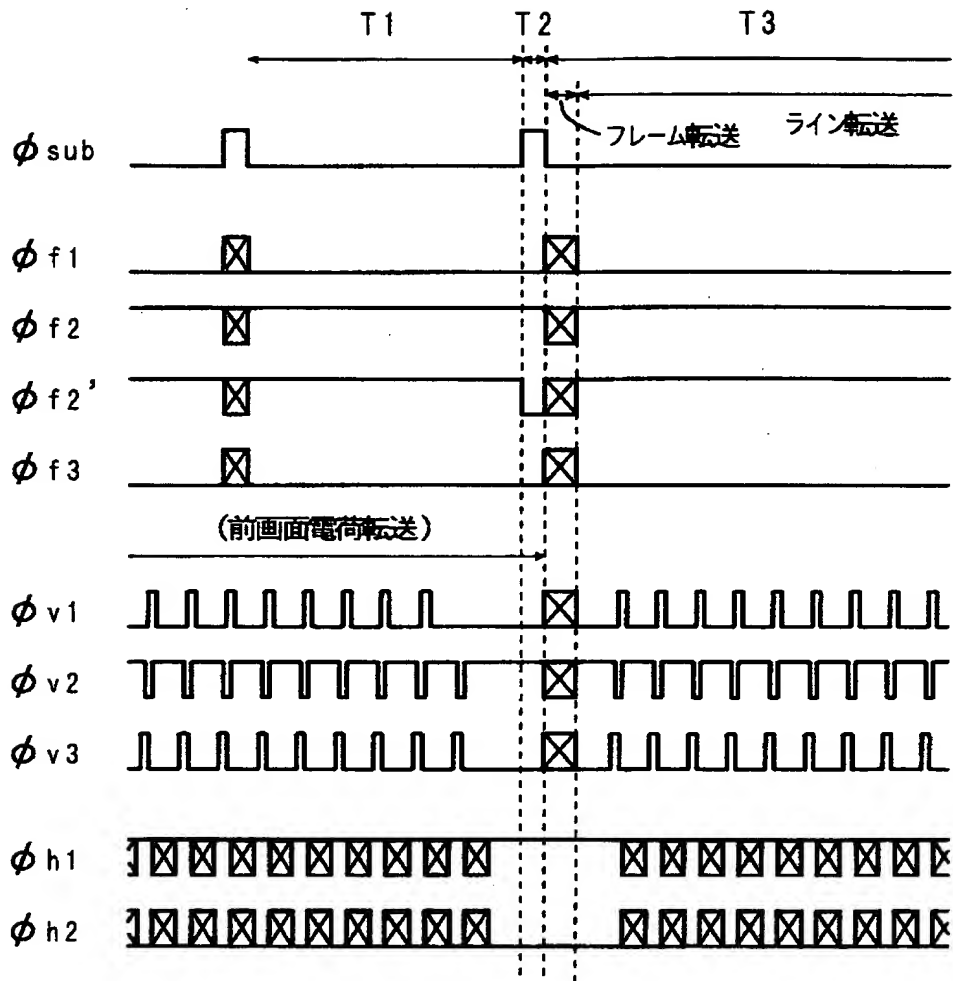 T1 T2 T3
フレーム転送 ライン転送
φsub
φf1
φf2
φf2'
φf3
(前画面電荷転送)
φv1
φv2
φv3
φh1
φh2